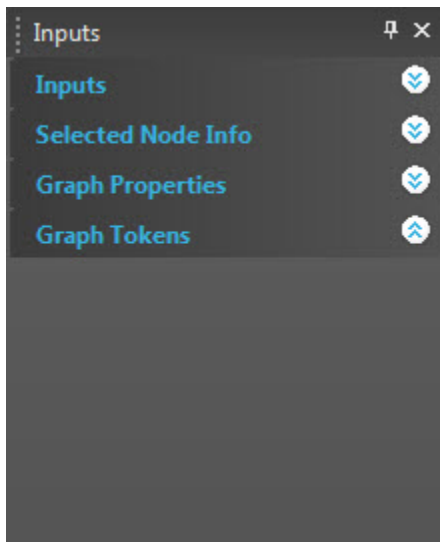 Inputs
Inputs
Selected Node Info
Graph Properties
Graph Tokens